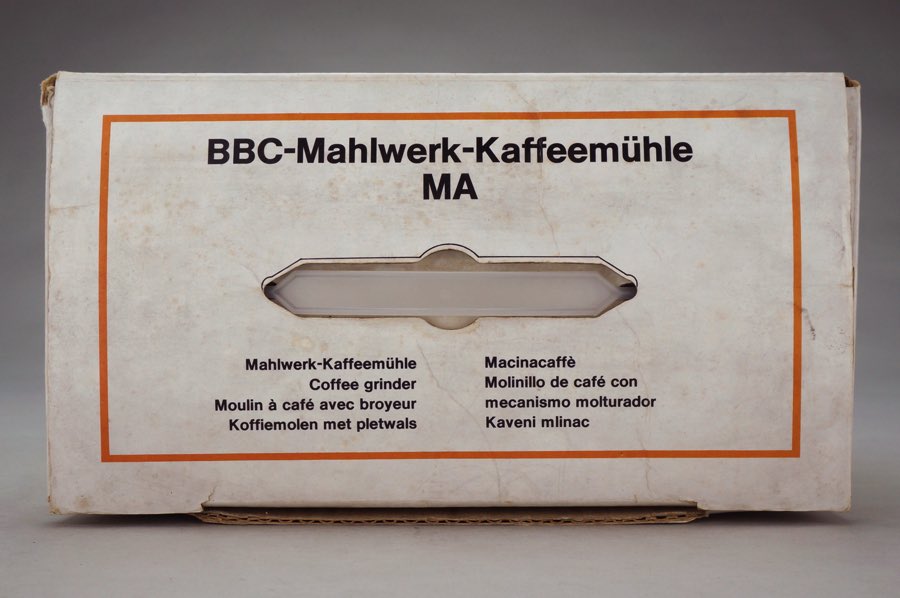 BBC-Mahlwerk-Kaffeemühle
MA
Mahlwerk-Kaffeemühle
Coffee grinder
Moulin à café avec broyeur
Koffiemolen met pletwals
Macinacaffè
Molinillo de café con
mecanismo molturador
Kaveni mlinac